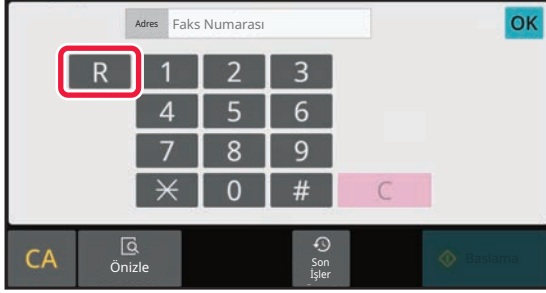 Adres Faks Numarası OK
R 1 2 3
4 5 6
7 8 9
* 0 # C
CA Önizle Son
İşler Başlama